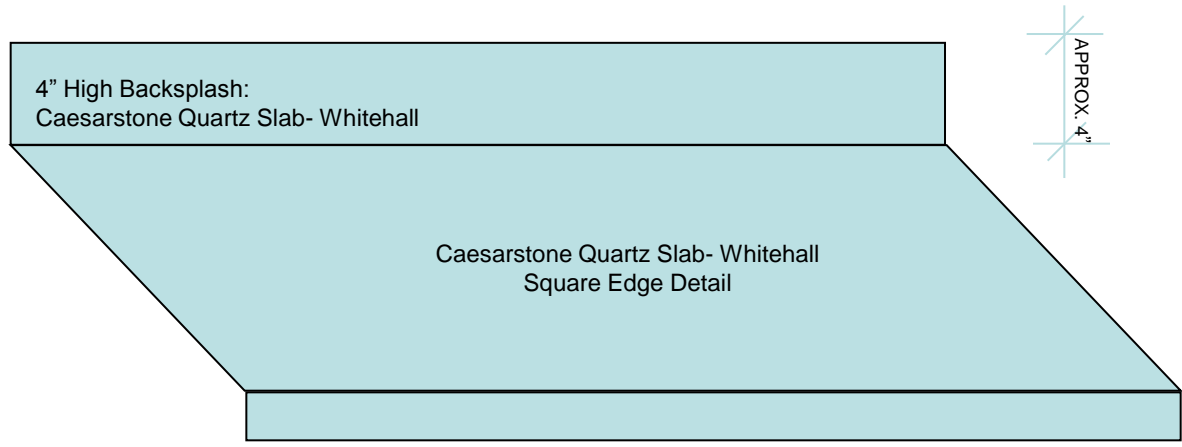 4” High Backsplash:
Caesarstone Quartz Slab- Whitehall
APPROX. 4”
Caesarstone Quartz Slab- Whitehall
Square Edge Detail